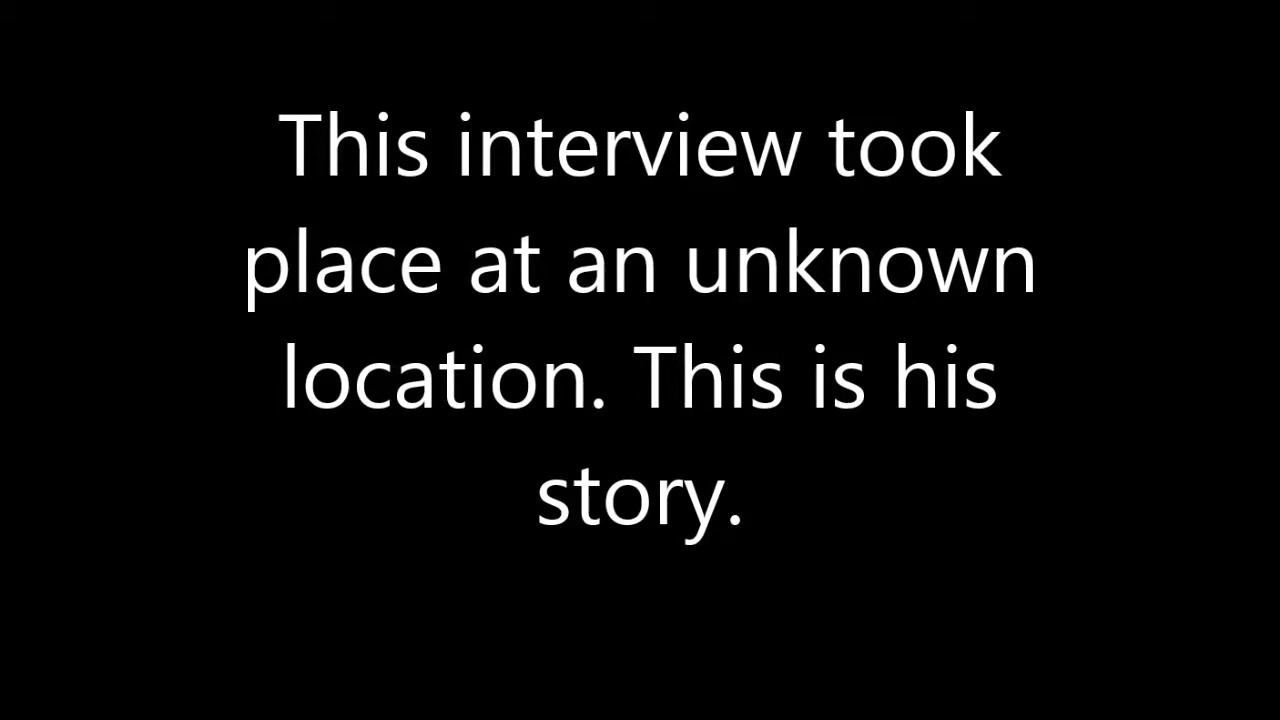 This interview took
place at an unknown
location. This is his
story.